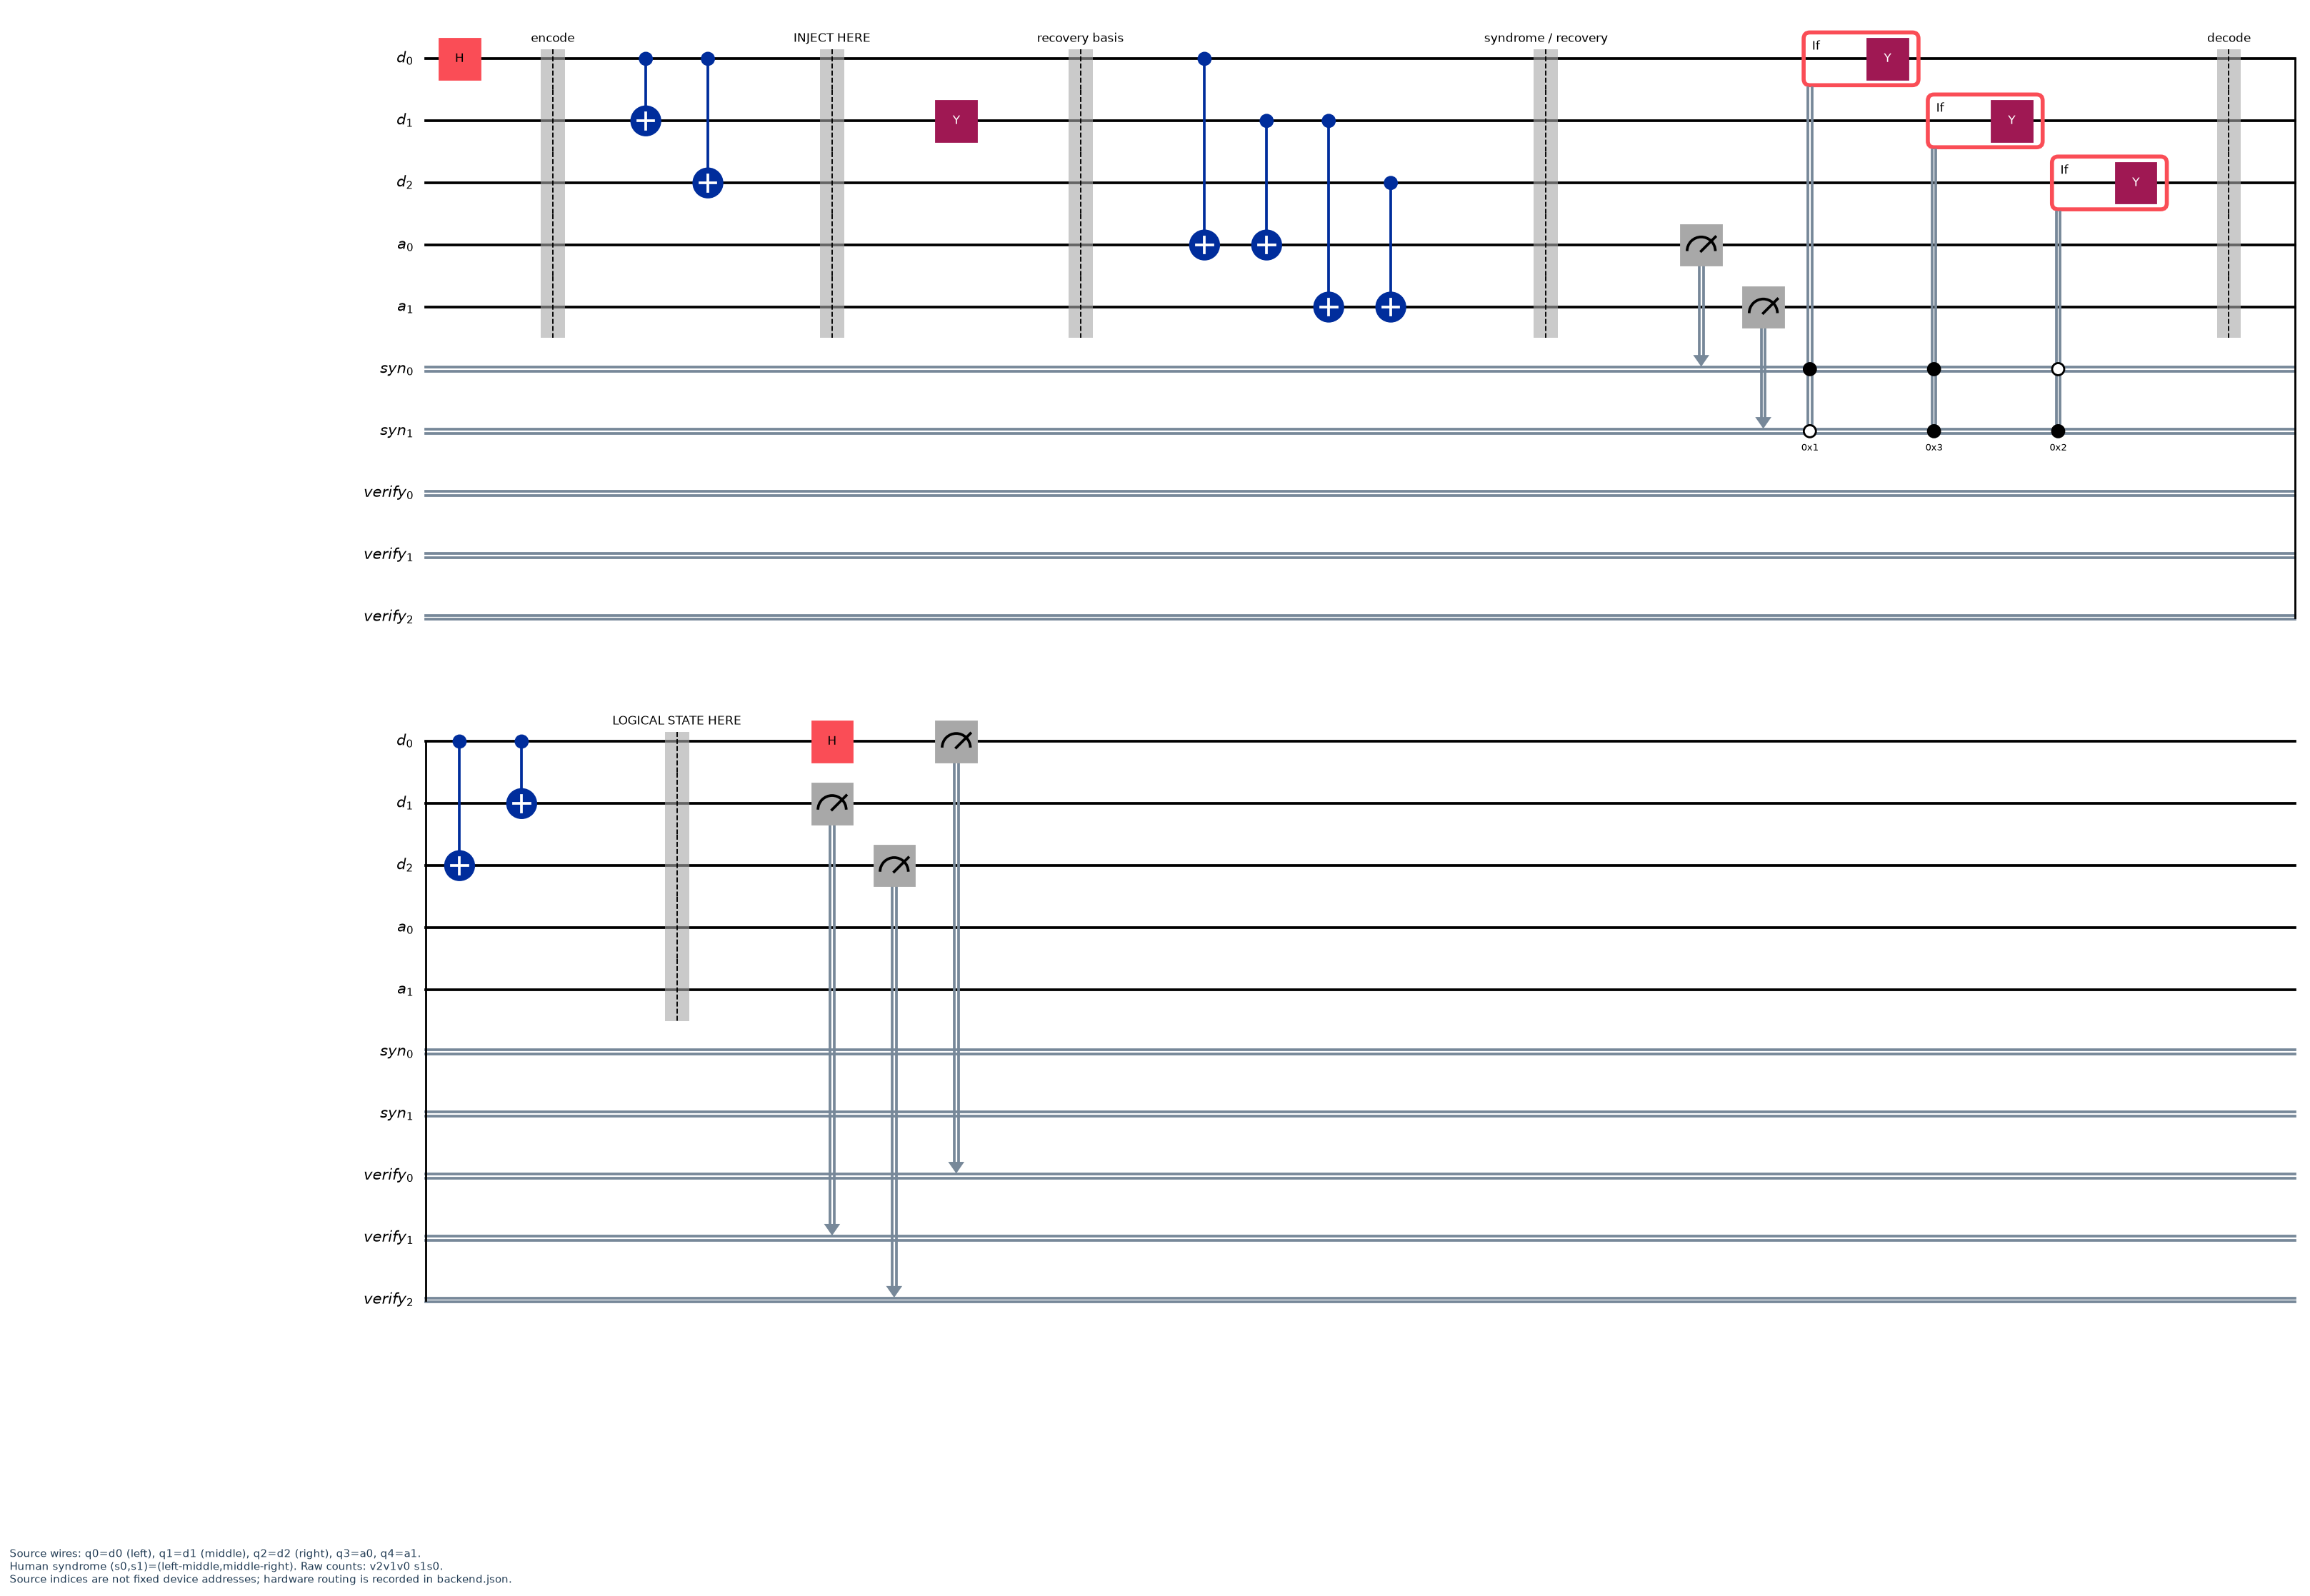 encode INJECT HERE recovery basis syndrome / recovery decode
d0 H If Y
d1 Y If Y
d2 If Y
a0
a1
syn0
syn1
0x1 0x3 0x2
verify0
verify1
verify2
LOGICAL STATE HERE
d0 H
d1
d2
a0
a1
syn0
syn1
verify0
verify1
verify2
Source wires: q0=d0 (left), q1=d1 (middle), q2=d2 (right), q3=a0, q4=a1.
Human syndrome (s0,s1)=(left-middle,middle-right). Raw counts: v2v1v0 s1s0.
Source indices are not fixed device addresses; hardware routing is recorded in backend.json.